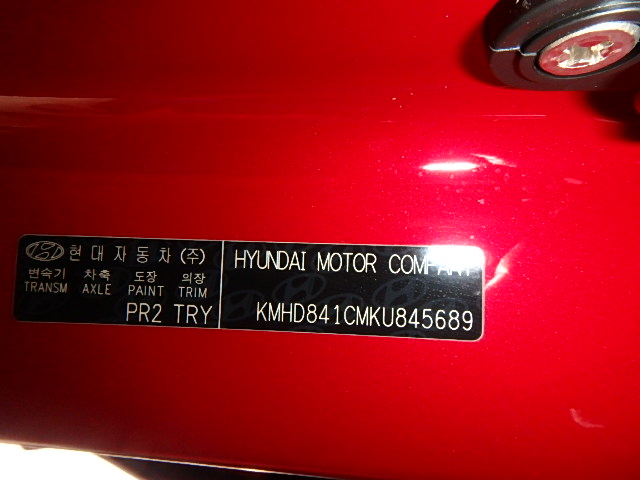 현대자동차(주)
변속기 차축 도장 의장
TRANSM AXLE PAINT TRIM
PR2 TRY
HYUNDAI MOTOR COMPANY
KMHD841CMKU845689